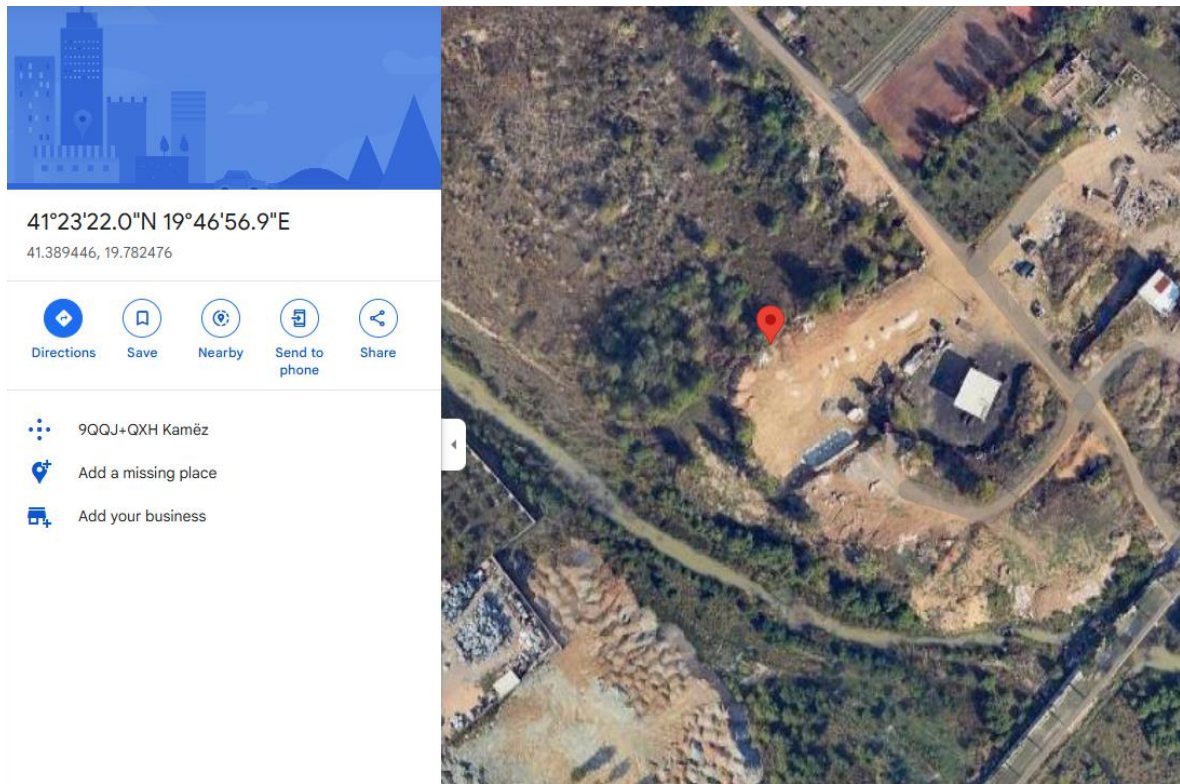 41°23'22.0"N 19°46'56.9"E
41.389446, 19.782476
Directions
Save
Nearby
Send to
phone
Share
9QQJ+QXH Kamëz
Add a missing place
Add your business